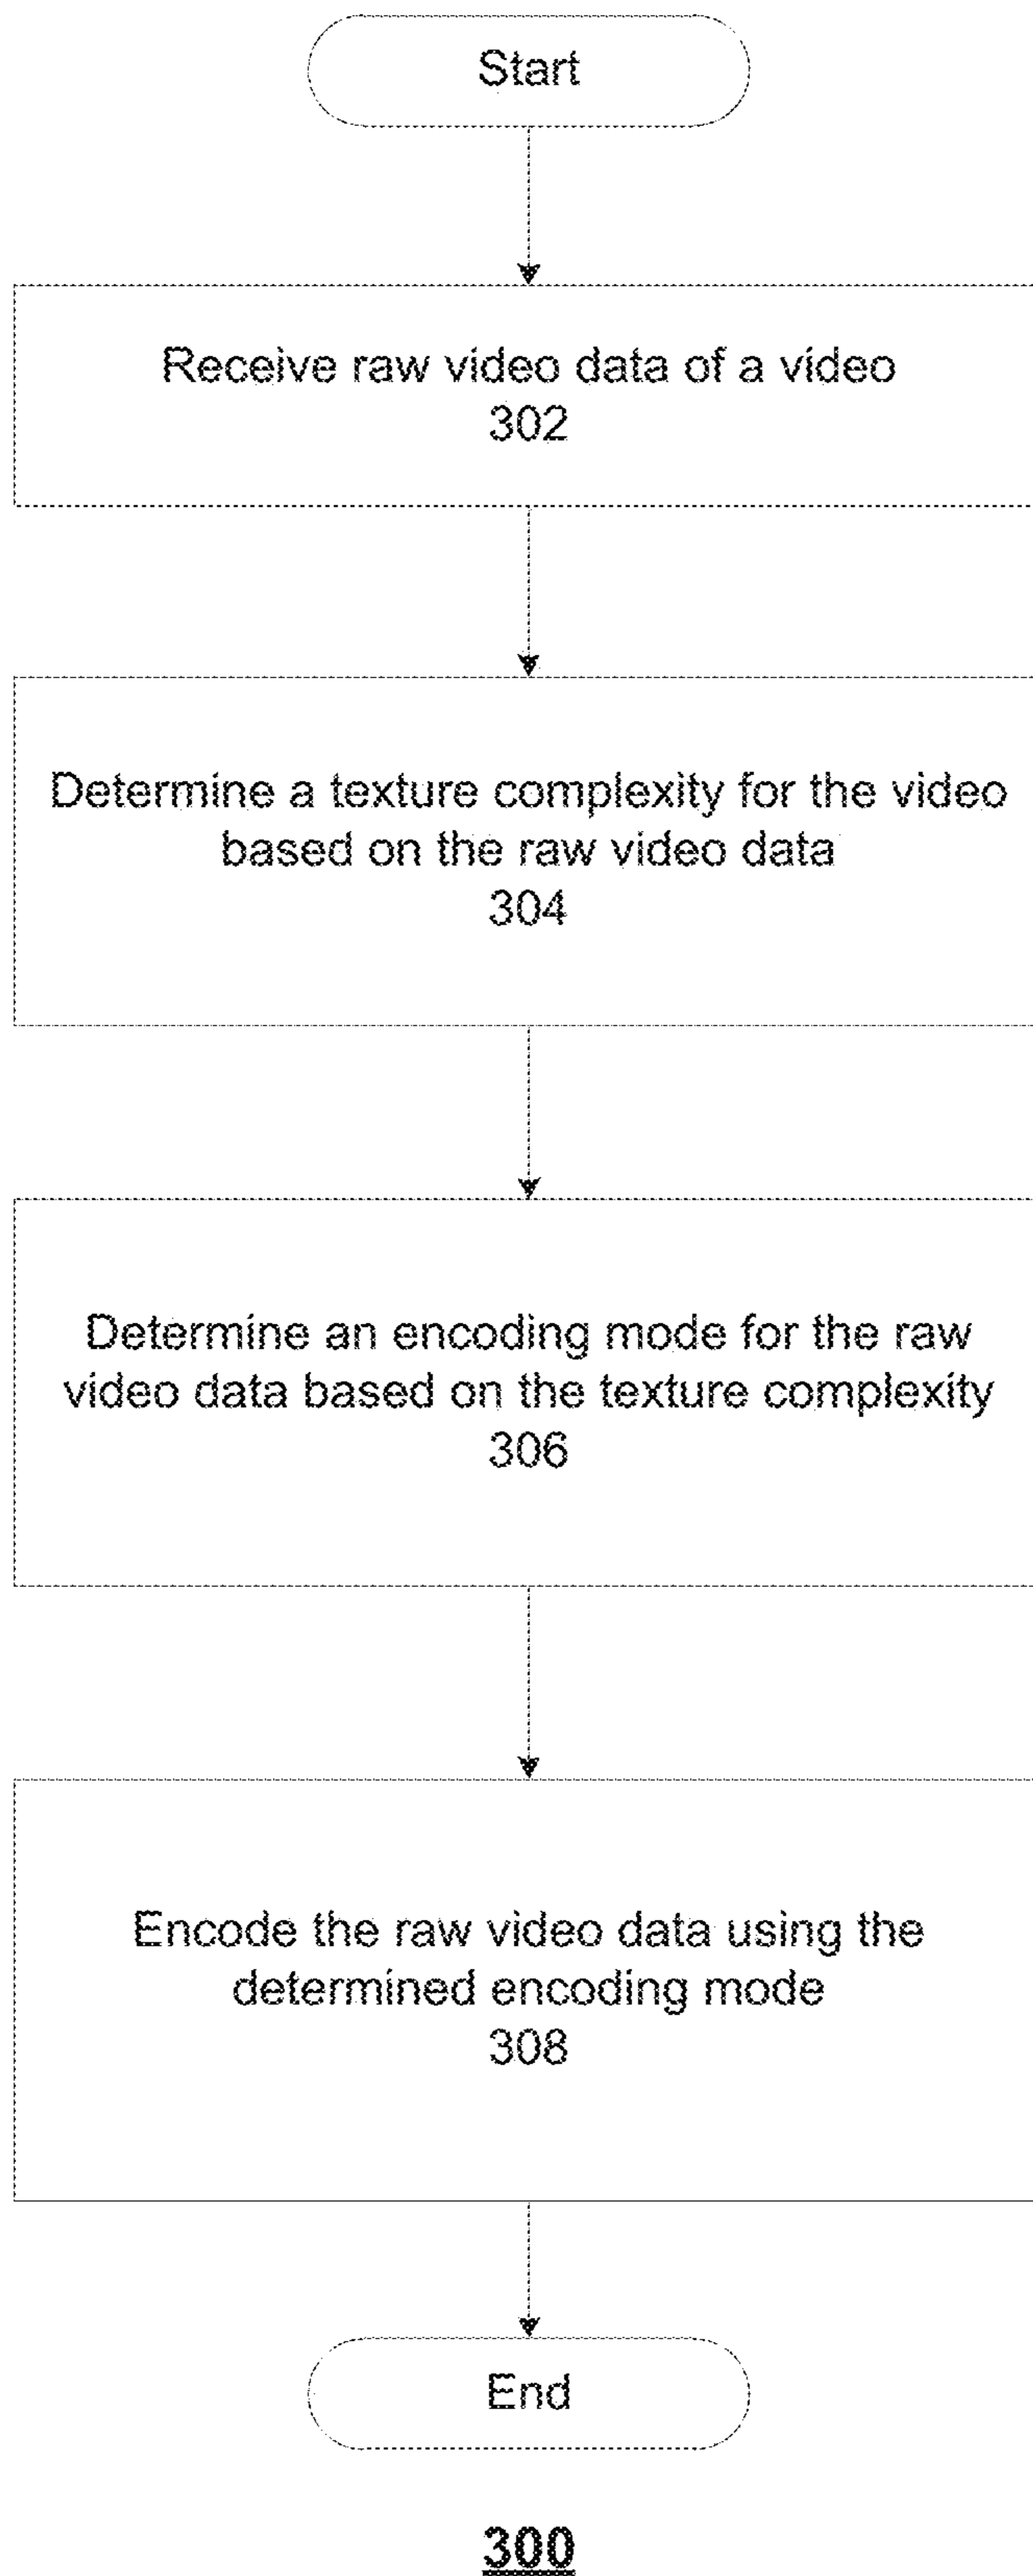 Start
Receive raw video data of a video
302
Determine a texture complexity for the video
based on the raw video data
304
Determine an encoding mode for the raw
video data based on the texture complexity
306
Encode the raw video data using the
determined encoding mode
308
End
300